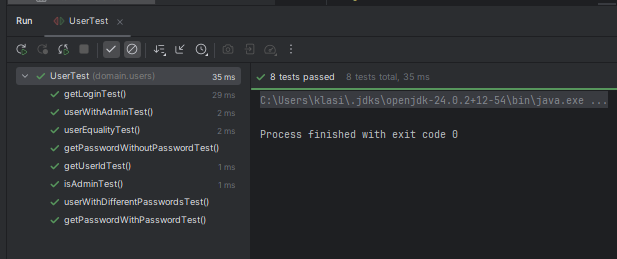 Run UserTest
UserTest (domain.users) 35 ms
getLoginTest() 29 ms
userWithAdminTest() 2 ms
userEqualityTest() 2 ms
getPasswordWithoutPasswordTest()
getUserIdTest() 1 ms
isAdminTest() 1 ms
userWithDifferentPasswordsTest()
getPasswordWithPasswordTest()
8 tests passed 8 tests total, 35 ms
C:\Users\klasi\.jdks\openjdk-24.0.2+12-54\bin\java.exe ...
Process finished with exit code 0